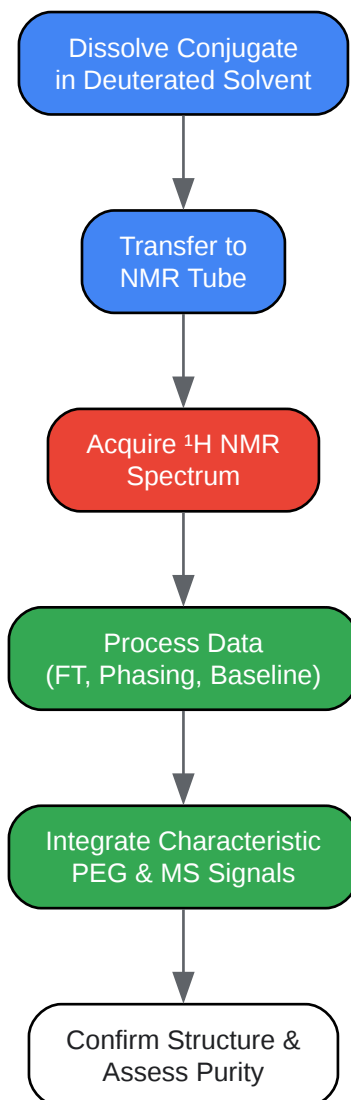 Dissolve Conjugate
in Deuterated Solvent
Transfer to
NMR Tube
Acquire ¹H NMR
Spectrum
Process Data
(FT, Phasing, Baseline)
Integrate Characteristic
PEG & MS Signals
Confirm Structure &
Assess Purity